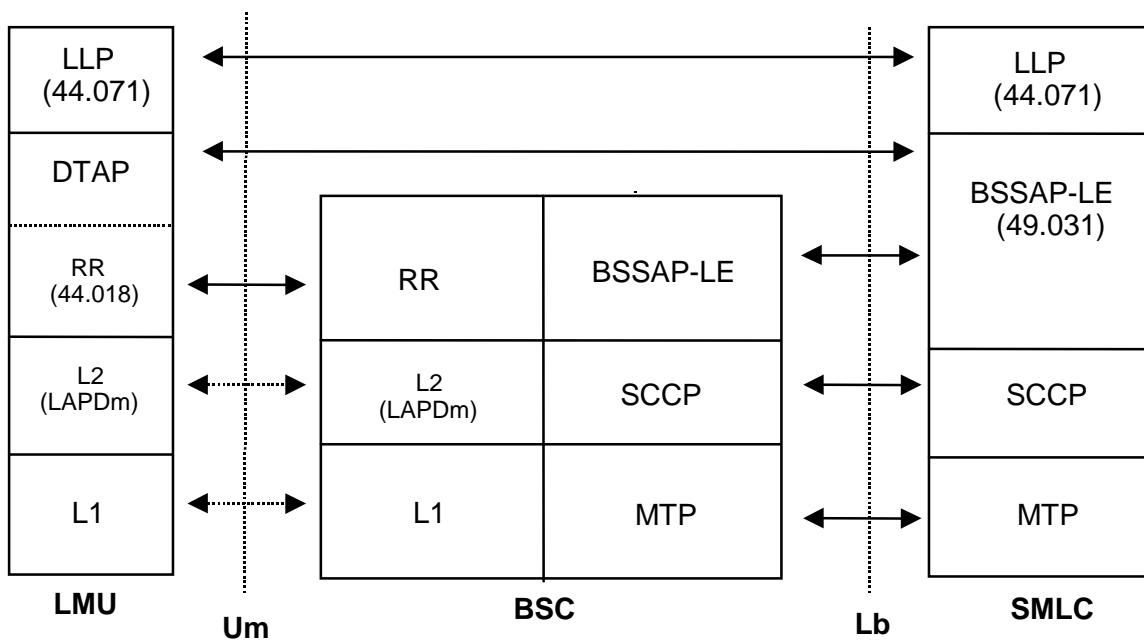 LLP
(44.071)
DTAP
RR
(44.018)
L2
(LAPDm)
L1
LMU
Um
RR
BSSAP-LE
L2
(LAPDm)
SCCP
L1
MTP
BSC
Lb
LLP
(44.071)
BSSAP-LE
(49.031)
SCCP
MTP
SMLC